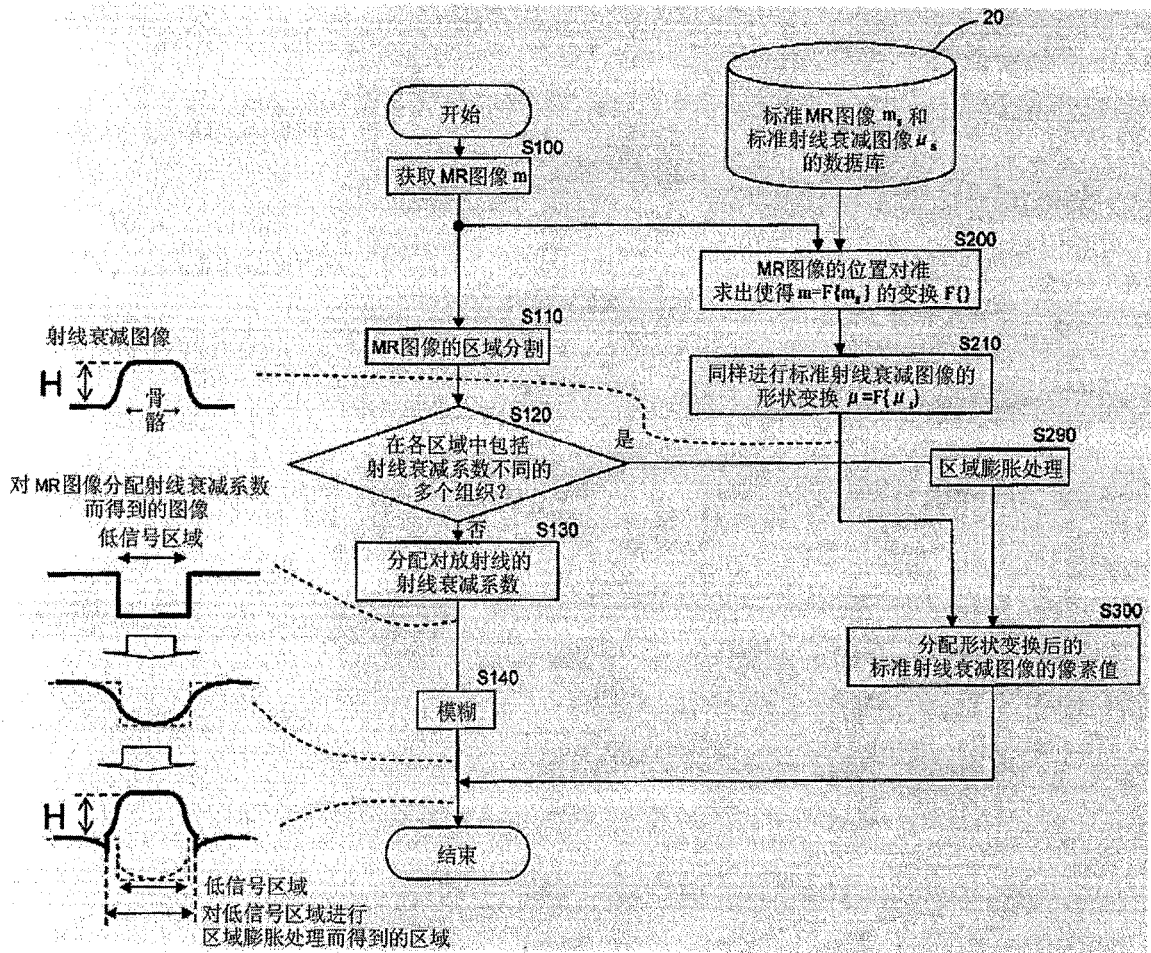 20
标准MR图像 ms 和
标准射线衰减图像μs
的数据库
开始
S100
获取MR图像 m
S200
MR图像的位置对准
求出使得 m=F{ms} 的变换 F{}
S110
MR图像的区域分割
S210
同样进行标准射线衰减图像的
形状变换 μ=F{μs}
射线衰减图像
H
骨
骼
S120
在各区域中包括
射线衰减系数不同的
多个组织？
是
否
S290
区域膨胀处理
对MR图像分配射线衰减系数
而得到的图像
低信号区域
S130
分配对放射线的
射线衰减系数
S300
分配形状变换后的
标准射线衰减图像的像素值
S140
模糊
H
结束
低信号区域
对低信号区域进行
区域膨胀处理而得到的区域